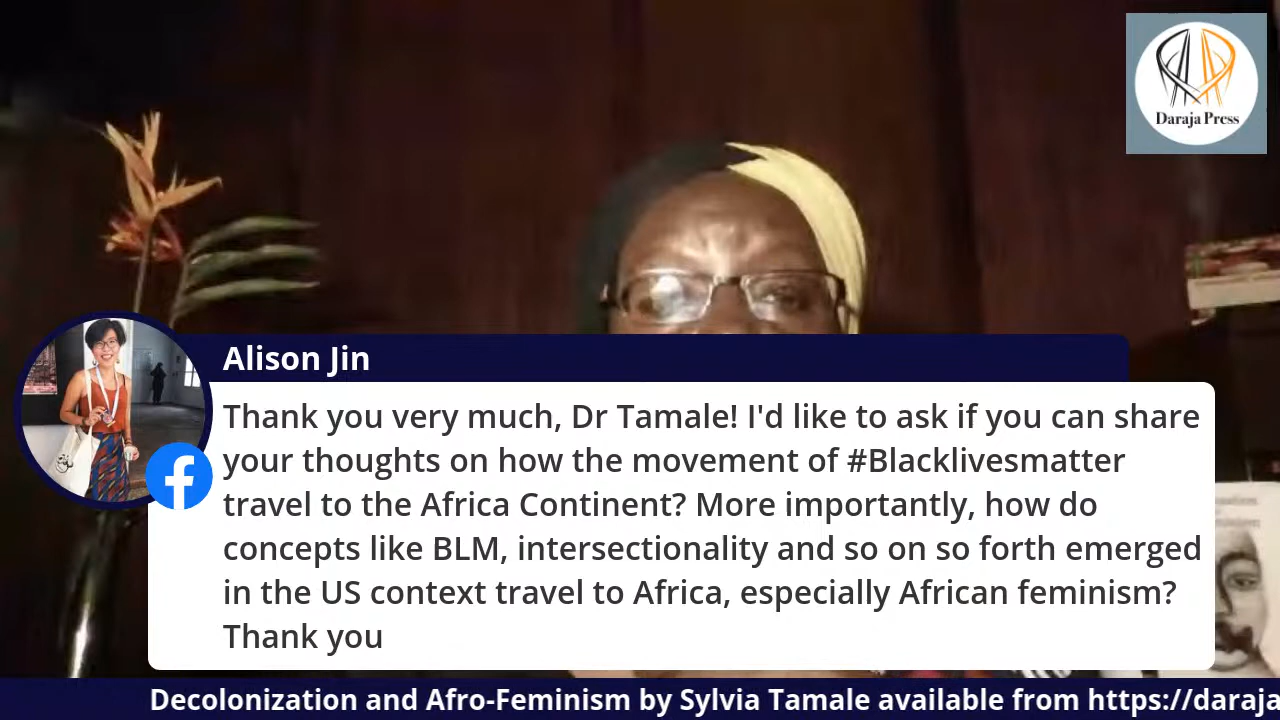 Daraja Press
Alison Jin
Thank you very much, Dr Tamale! I'd like to ask if you can share
your thoughts on how the movement of #Blacklivesmatter
travel to the Africa Continent? More importantly, how do
concepts like BLM, intersectionality and so on so forth emerged
in the US context travel to Africa, especially African feminism?
Thank you
Decolonization and Afro-Feminism by Sylvia Tamale available from https://daraja